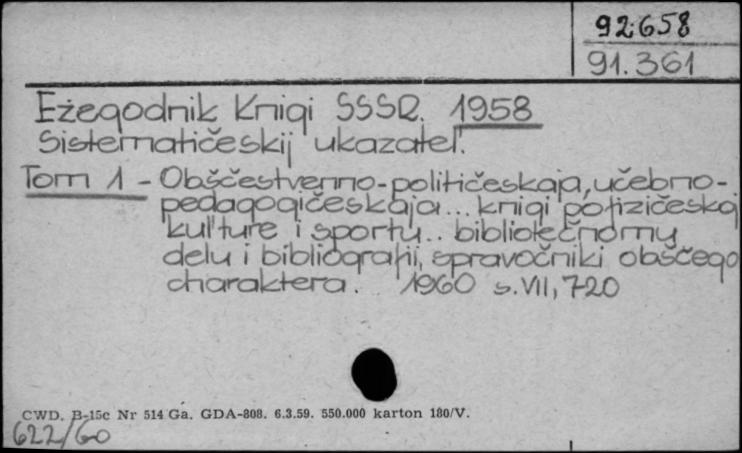 92.658
91.361
Eżegodnik Knigi SSSR. 1958
Sistematičeskij ukazatel'.
Tom 1 - Obščestvenno-političeskaja, učebno-
pedagogičeskaja... knigi po fizičeskoj
kul'ture i sportu.. bibliotečnomu
delu i bibliografii, spravočniki obščego
charaktera. 1960 s. VII, 720
CWD. B-15c Nr 514 Ga. GDA-808. 6.3.59. 550.000 karton 180/V.
622/60